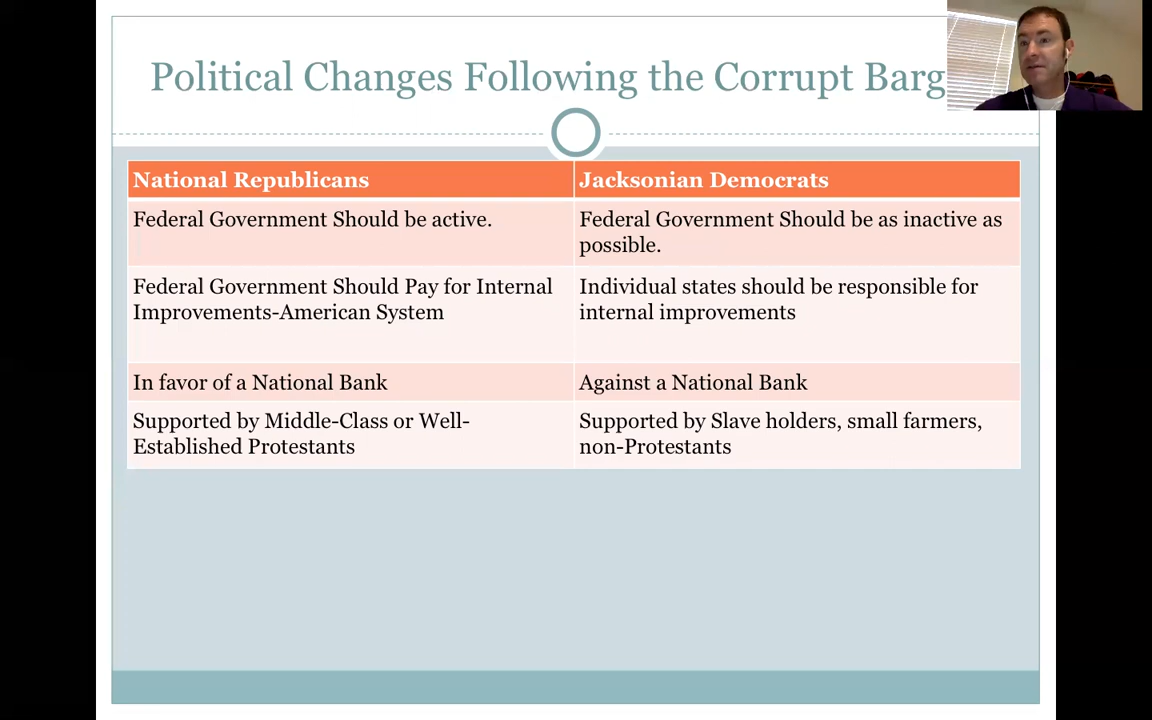 Political Changes Following the Corrupt Barg
National Republicans
Jacksonian Democrats
Federal Government Should be active.
Federal Government Should be as inactive as
possible.
Federal Government Should Pay for Internal
Improvements-American System
Individual states should be responsible for
internal improvements
In favor of a National Bank
Against a National Bank
Supported by Middle-Class or Well-
Established Protestants
Supported by Slave holders, small farmers,
non-Protestants